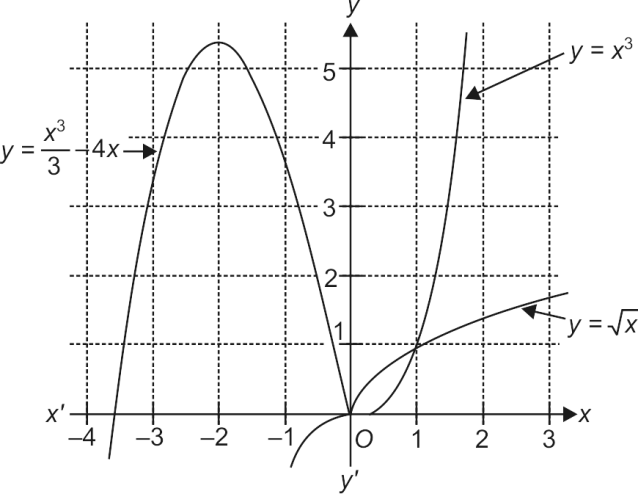 y
y = x³
5
y = x³/3 – 4x
4
3
2
1
y = √x
x′
x
–4 –3 –2 –1 O 1 2 3
y′